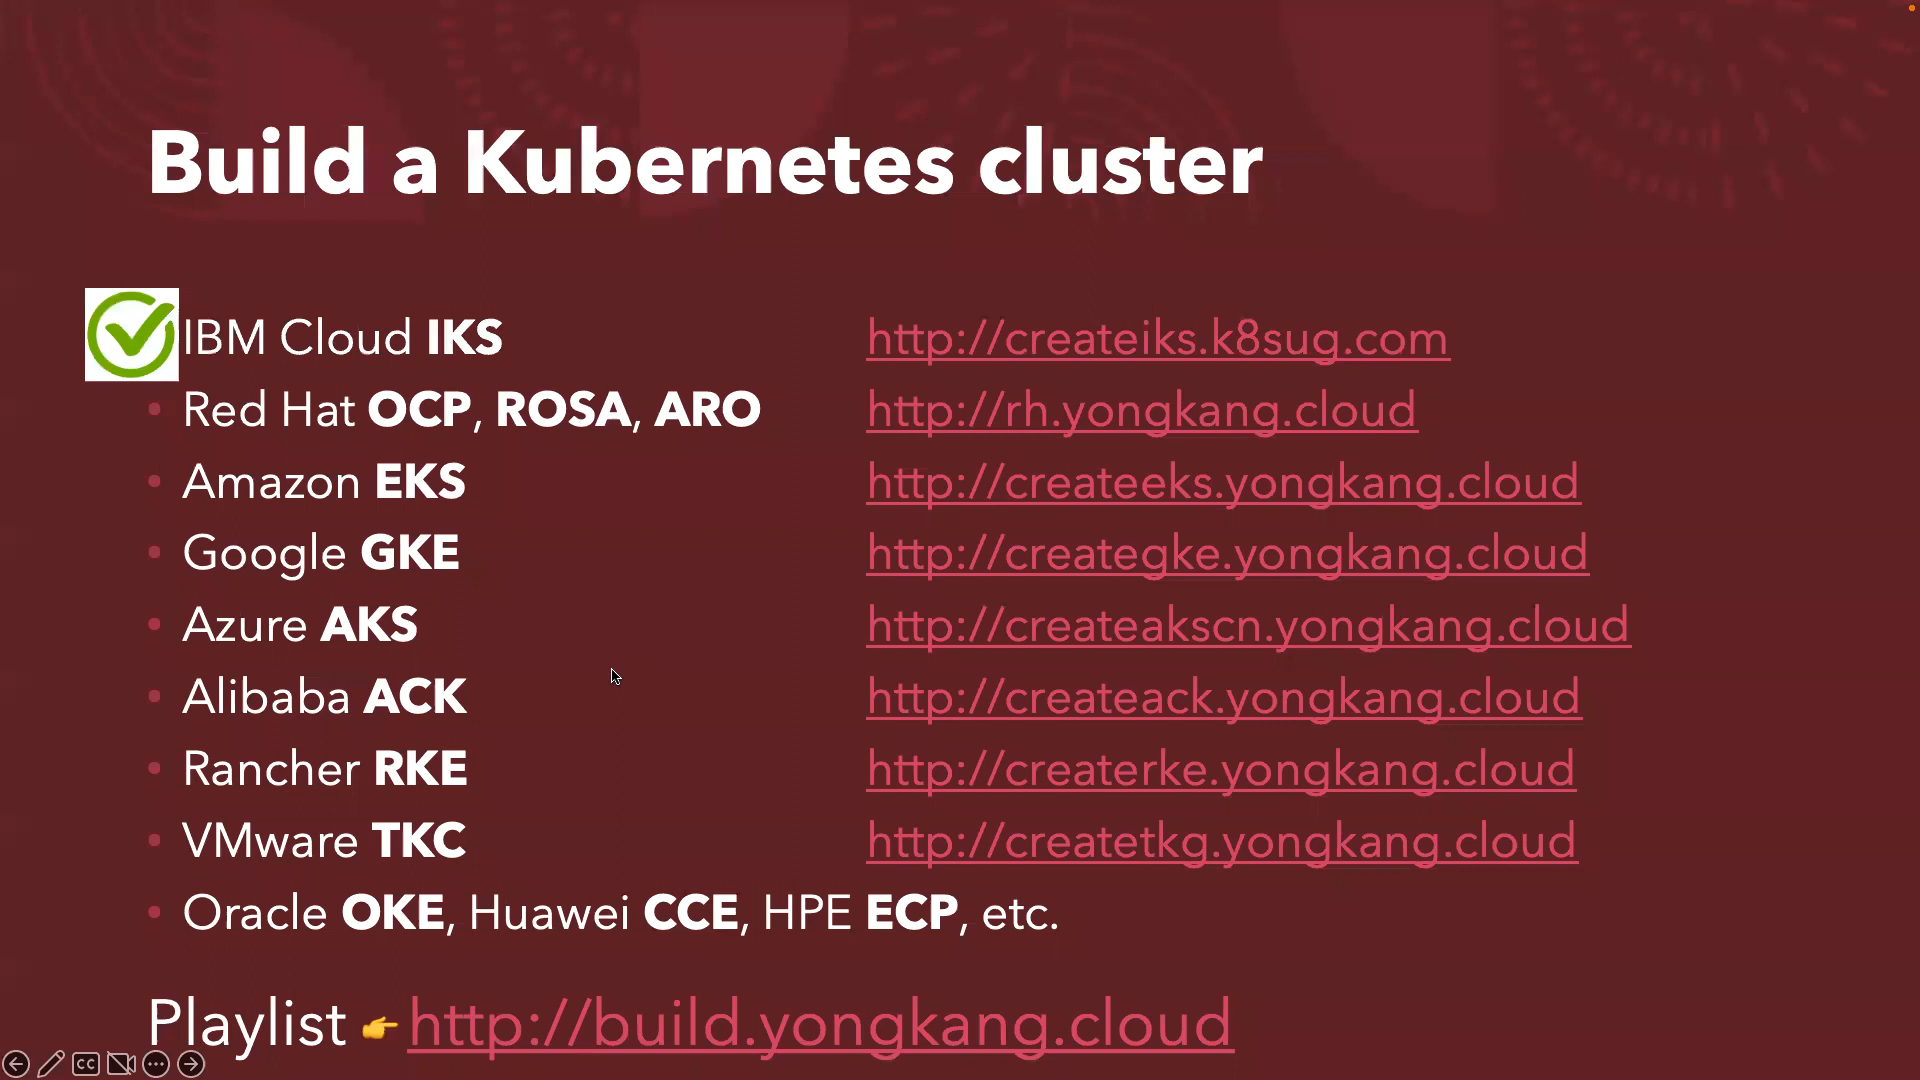 Build a Kubernetes cluster
IBM Cloud IKS http://createiks.k8sug.com
Red Hat OCP, ROSA, ARO http://rh.yongkang.cloud
Amazon EKS http://createeks.yongkang.cloud
Google GKE http://creategke.yongkang.cloud
Azure AKS http://createakscn.yongkang.cloud
Alibaba ACK http://createack.yongkang.cloud
Rancher RKE http://createrke.yongkang.cloud
VMware TKC http://createtkg.yongkang.cloud
Oracle OKE, Huawei CCE, HPE ECP, etc.
Playlist 👉 http://build.yongkang.cloud
CC